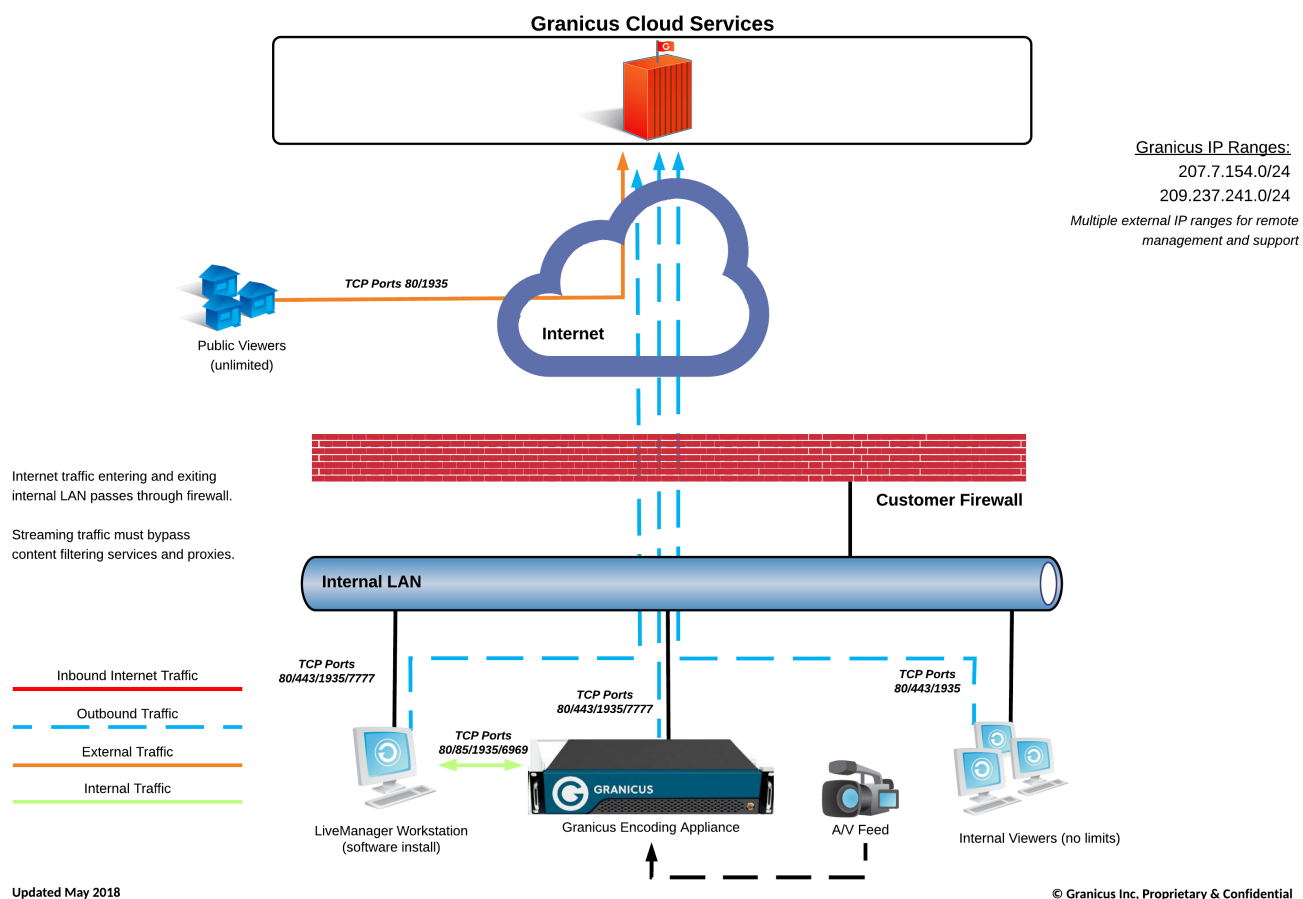 Granicus Cloud Services
G
Granicus IP Ranges:
207.7.154.0/24
209.237.241.0/24
Multiple external IP ranges for remote
management and support
TCP Ports 80/1935
Internet
Public Viewers
(unlimited)
Internet traffic entering and exiting
internal LAN passes through firewall.
Streaming traffic must bypass
content filtering services and proxies.
Customer Firewall
Internal LAN
TCP Ports
80/443/1935/7777
TCP Ports
80/443/1935/7777
TCP Ports
80/443/1935
Inbound Internet Traffic
Outbound Traffic
External Traffic
Internal Traffic
TCP Ports
80/85/1935/6969
GRANICUS
LiveManager Workstation
(software install)
Granicus Encoding Appliance
A/V Feed
Internal Viewers (no limits)
Updated May 2018
© Granicus Inc. Proprietary & Confidential